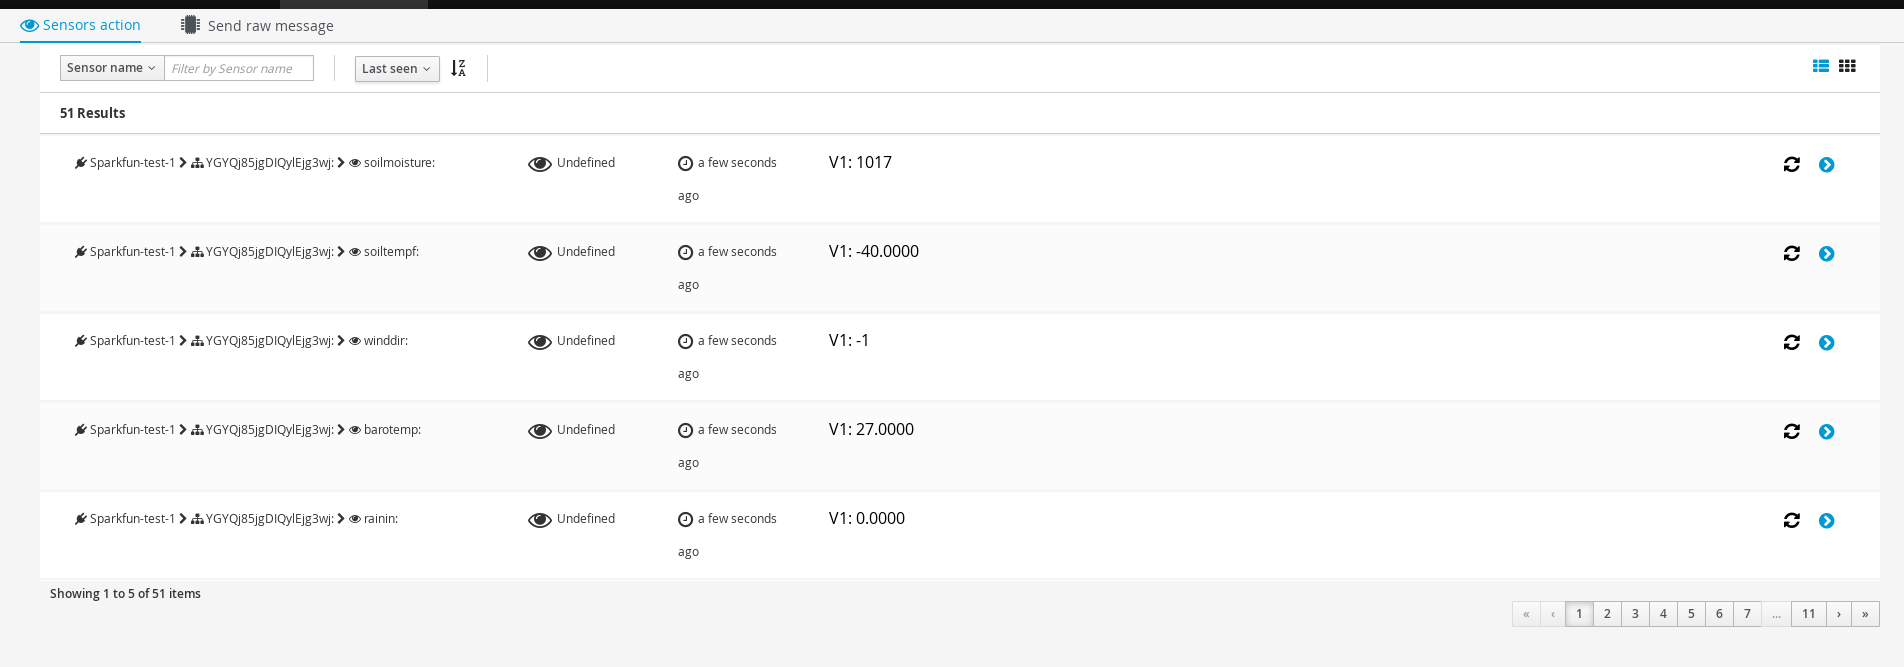 Sensors action Send raw message
Sensor name Filter by Sensor name Last seen
51 Results
Sparkfun-test-1 YGYQj85jgDIQylEjg3wj: soilmoisture: Undefined a few seconds ago V1: 1017
Sparkfun-test-1 YGYQj85jgDIQylEjg3wj: soiltempf: Undefined a few seconds ago V1: -40.0000
Sparkfun-test-1 YGYQj85jgDIQylEjg3wj: winddir: Undefined a few seconds ago V1: -1
Sparkfun-test-1 YGYQj85jgDIQylEjg3wj: barotemp: Undefined a few seconds ago V1: 27.0000
Sparkfun-test-1 YGYQj85jgDIQylEjg3wj: rainin: Undefined a few seconds ago V1: 0.0000
Showing 1 to 5 of 51 items
« ‹ 1 2 3 4 5 6 7 ... 11 › »